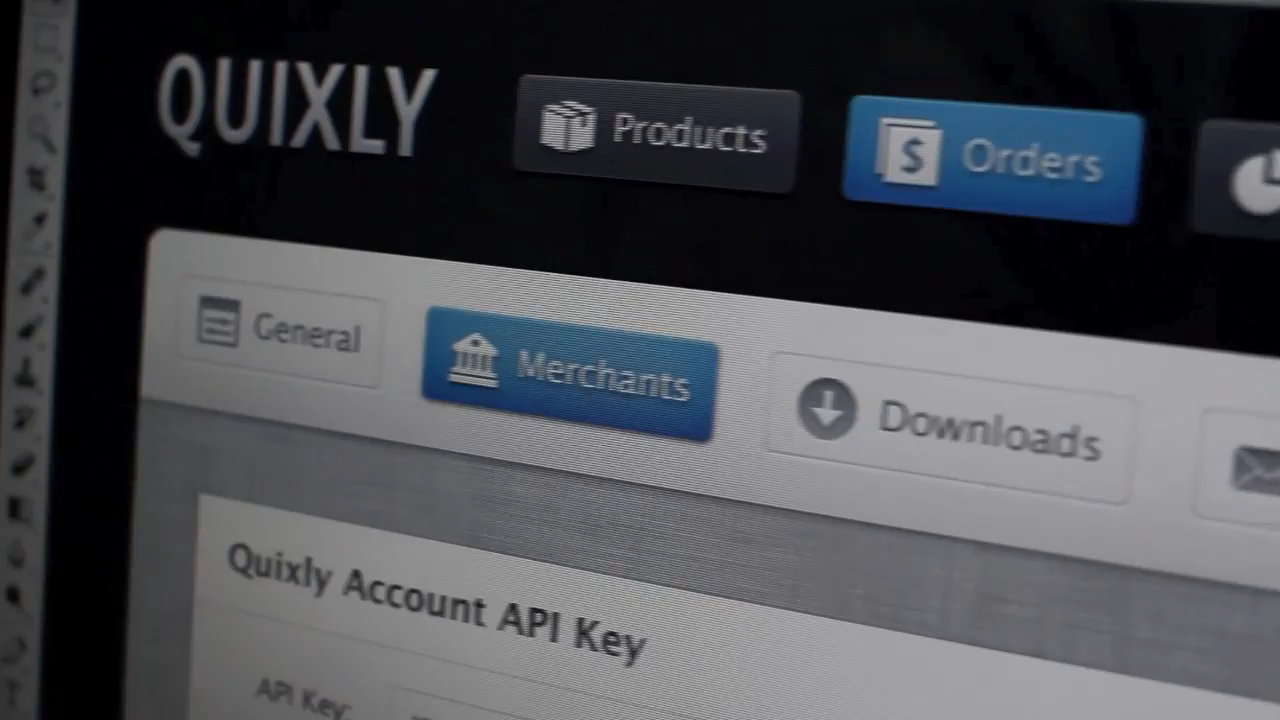 QUIXLY
Products
Orders
General
Merchants
Downloads
Quixly Account API Key
API Key: